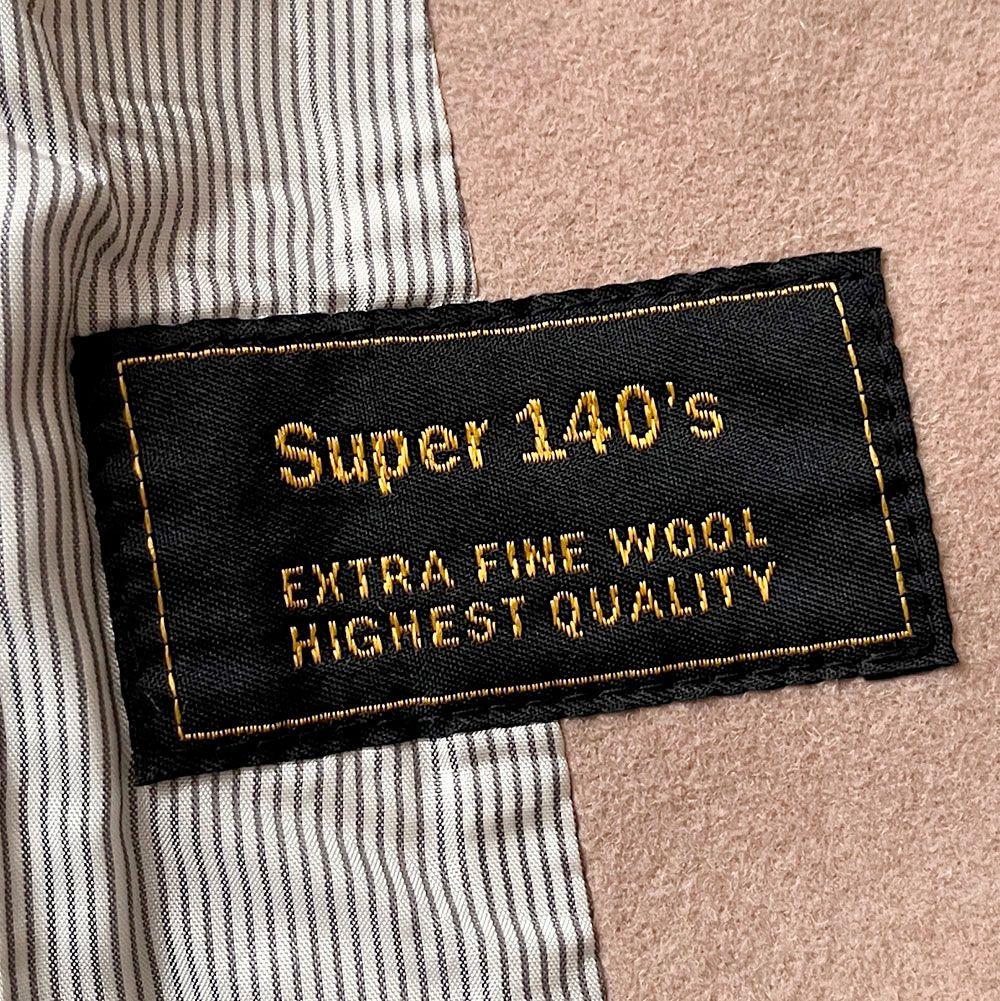 Super 140's
EXTRA FINE WOOL
HIGHEST QUALITY